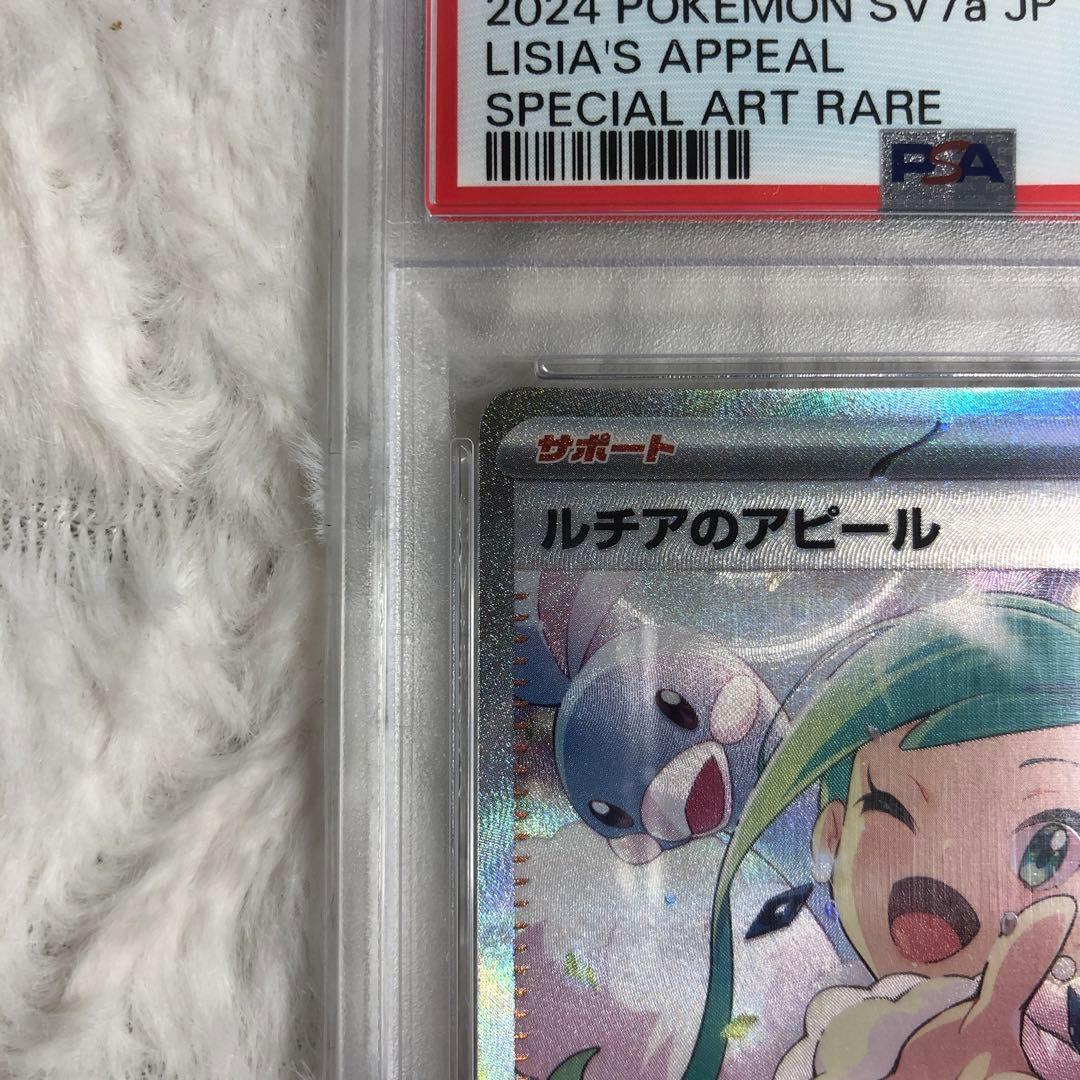 2024 POKEMON SV7a JP
LISIA'S APPEAL
SPECIAL ART RARE
PSA
サポート
ルチアのアピール